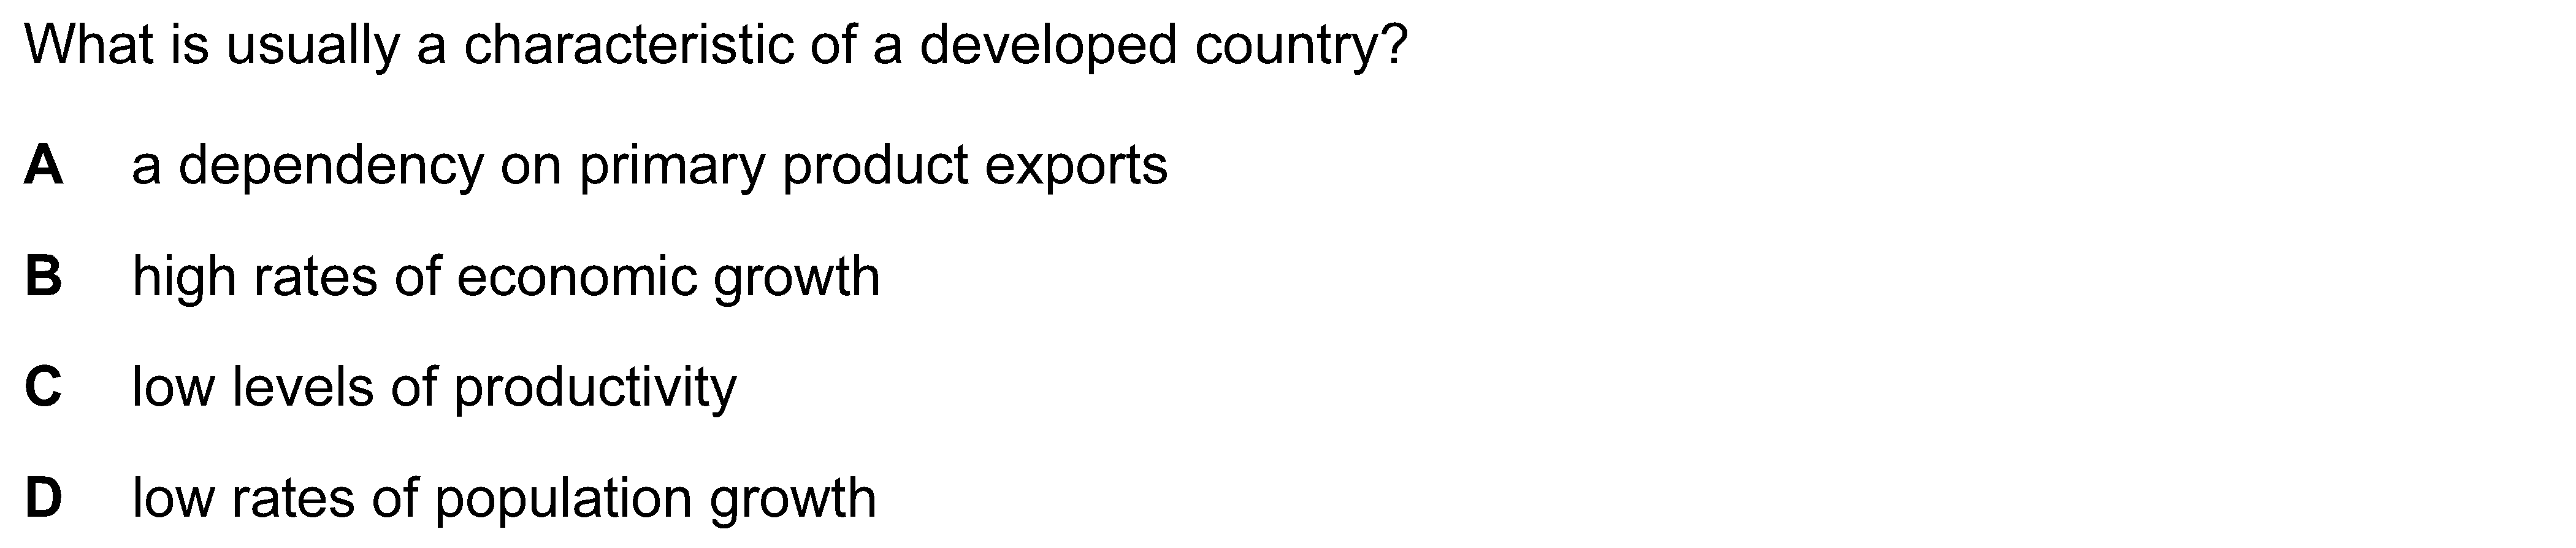 What is usually a characteristic of a developed country?
A a dependency on primary product exports
B high rates of economic growth
C low levels of productivity
D low rates of population growth